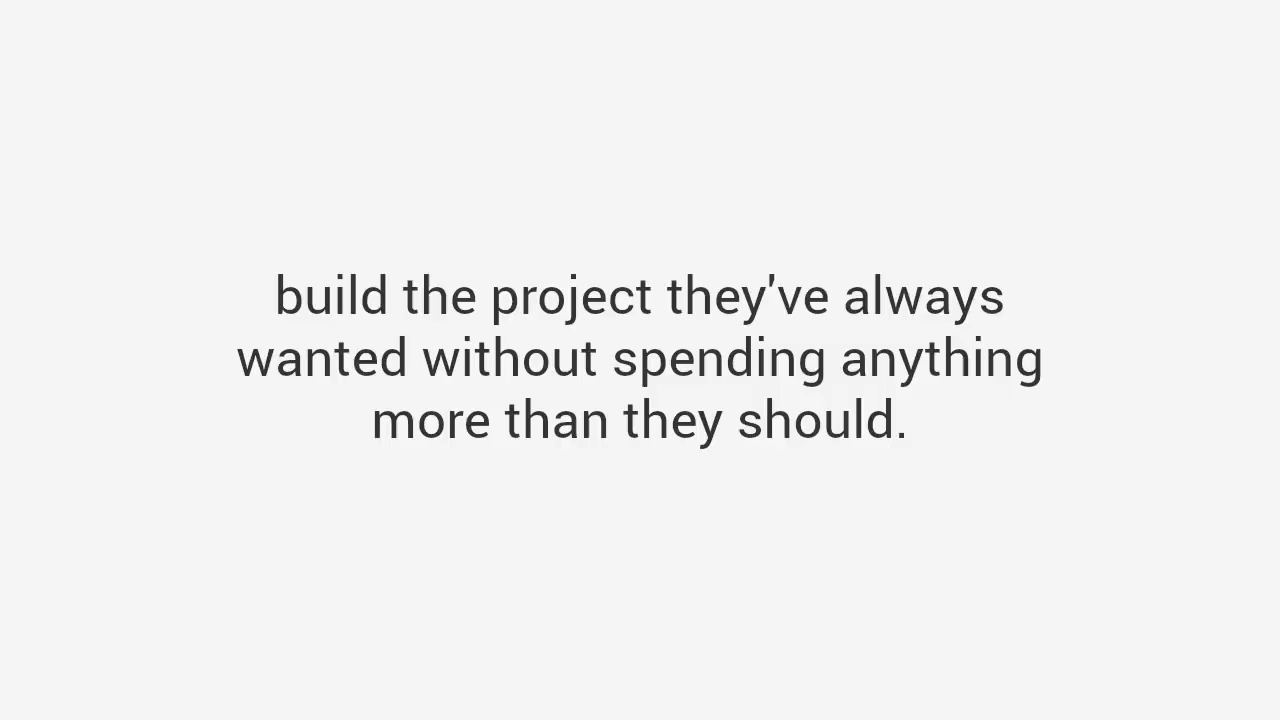 build the project they've always
wanted without spending anything
more than they should.